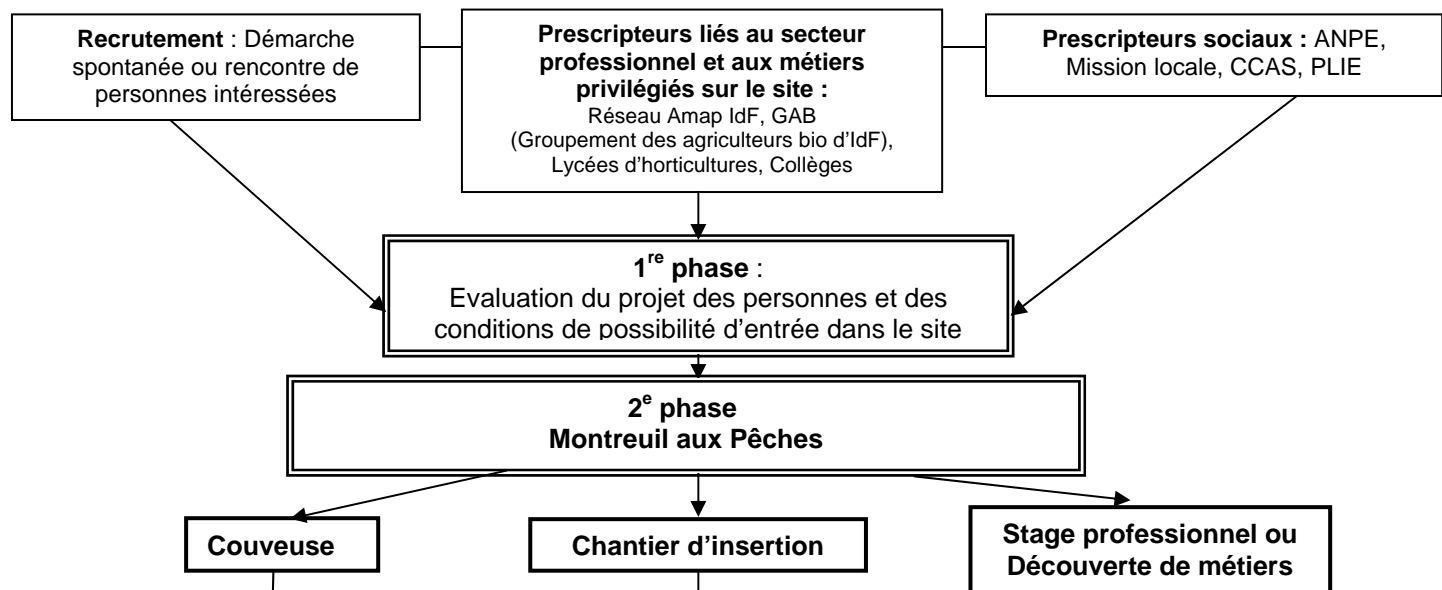 Recrutement : Démarche
spontanée ou rencontre de
personnes intéressées
Prescripteurs liés au secteur
professionnel et aux métiers
privilégiés sur le site :
Réseau Amap IdF, GAB
(Groupement des agriculteurs bio d’IdF),
Lycées d’horticultures, Collèges
Prescripteurs sociaux : ANPE,
Mission locale, CCAS, PLIE
1re phase :
Evaluation du projet des personnes et des
conditions de possibilité d’entrée dans le site
2e phase
Montreuil aux Pêches
Couveuse
Chantier d’insertion
Stage professionnel ou
Découverte de métiers